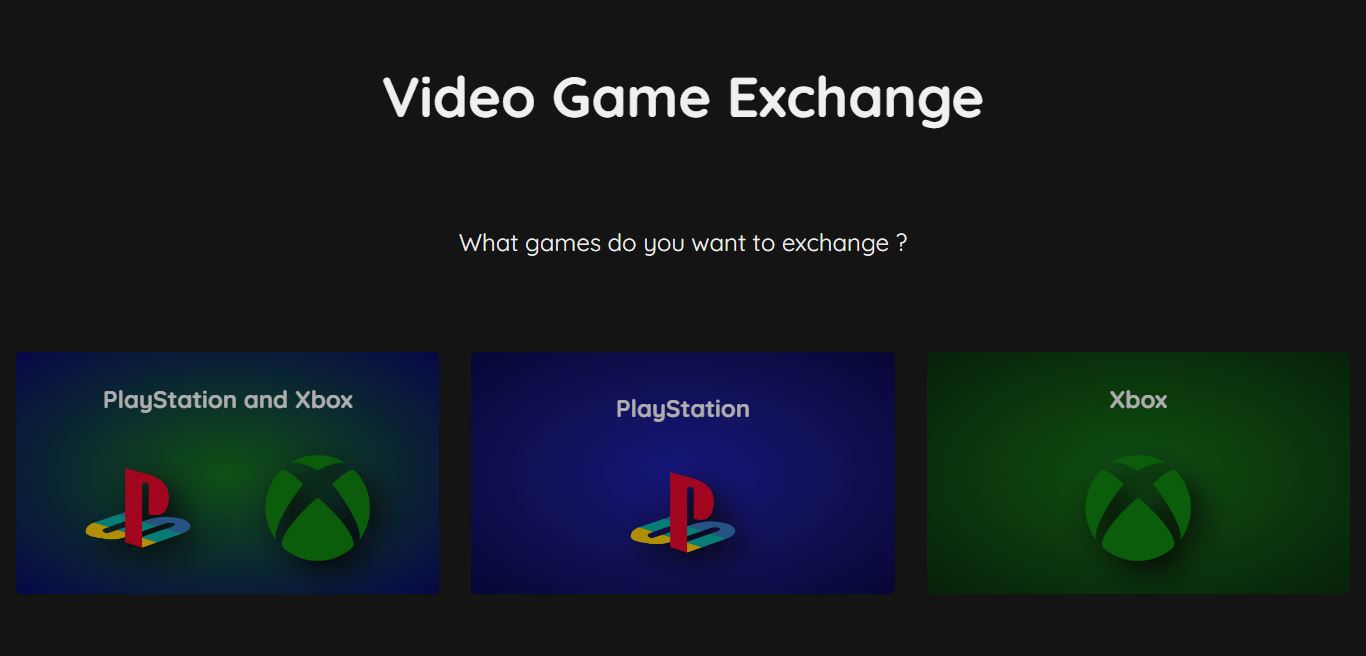 Video Game Exchange
What games do you want to exchange ?
PlayStation and Xbox
PlayStation
Xbox